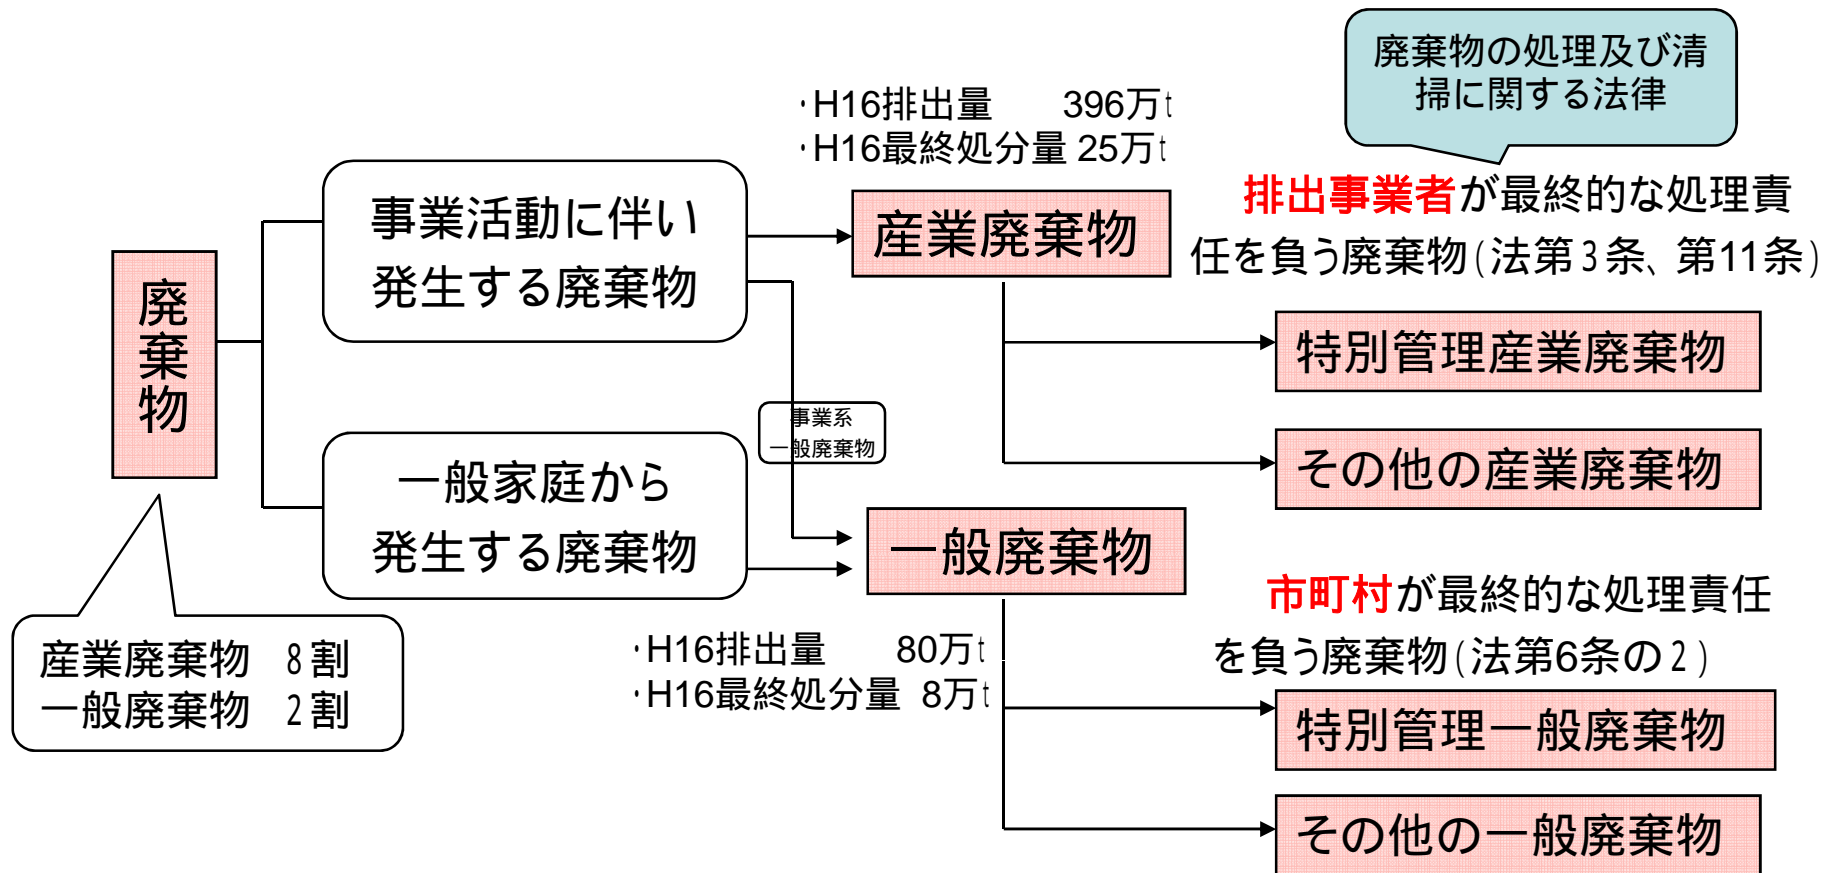 廃棄物の処理及び清
掃に関する法律
・H16排出量 396万t
・H16最終処分量 25万t
事業活動に伴い
発生する廃棄物
産業廃棄物
排出事業者が最終的な処理責
任を負う廃棄物(法第3条、第11条)
廃棄物
特別管理産業廃棄物
事業系
一般廃棄物
その他の産業廃棄物
一般家庭から
発生する廃棄物
一般廃棄物
市町村が最終的な処理責任
を負う廃棄物(法第6条の2)
産業廃棄物 8割
一般廃棄物 2割
・H16排出量 80万t
・H16最終処分量 8万t
特別管理一般廃棄物
その他の一般廃棄物